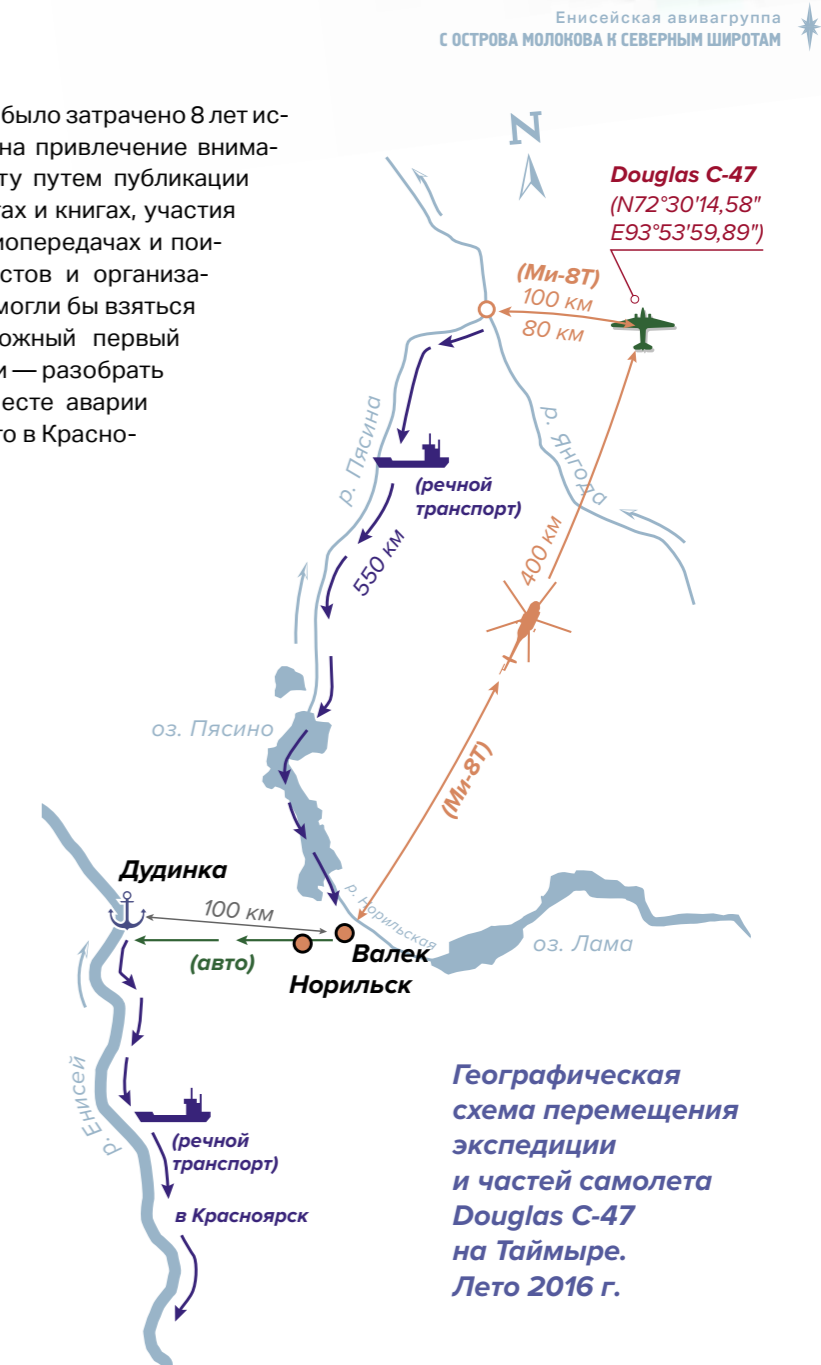 Енисейская авивагруппа
С ОСТРОВА МОЛОКОВА К СЕВЕРНЫМ ШИРОТАМ
было затрачено 8 лет ис-
на привлечение внима-
ту путем публикации
тах и книгах, участия
иопередачах и пои-
стов и организа-
могли бы взяться
ожный первый
и — разобрать
есте аварии
го в Красно-
N
Douglas C-47
(N72°30'14,58"
E93°53'59,89")
(Ми-8Т)
100 км
80 км
р. Пясина
р. Янгода
(речной
транспорт)
550 км
400 км
(Ми-8Т)
оз. Пясино
Дудинка
100 км
р. Норильская
(авто)
Валек
Норильск
оз. Лама
р. Енисей
(речной
транспорт)
в Красноярск
Географическая
схема перемещения
экспедиции
и частей самолета
Douglas C-47
на Таймыре.
Лето 2016 г.